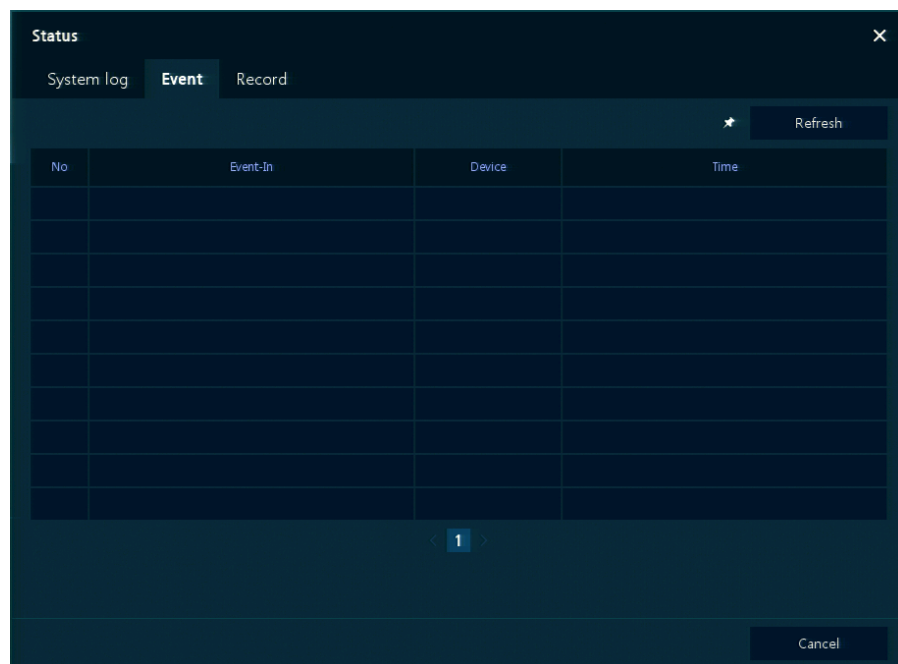 Status
System log Event Record
Refresh
No Event-In Device Time
1
Cancel